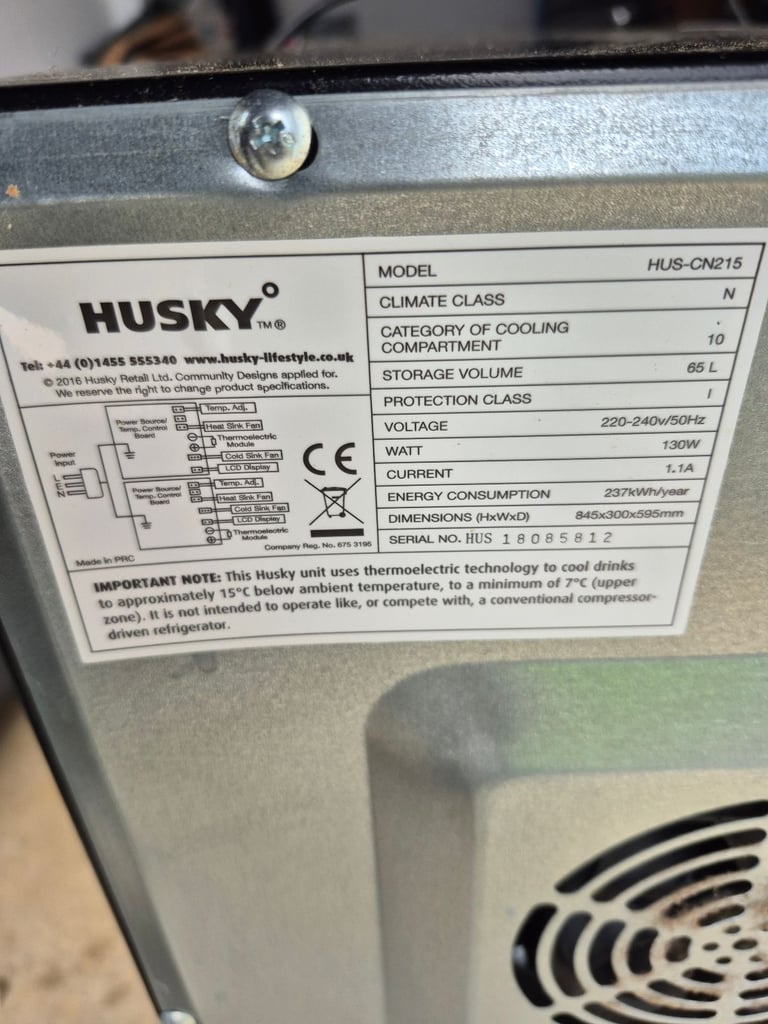 HUSKY° TM®
Tel: +44 (0)1455 555340 www.husky-lifestyle.co.uk
© 2016 Husky Retail Ltd. Community Designs applied for.
We reserve the right to change product specifications.
Power Input
L
E
N
Power Source/
Temp. Control
Board
Temp. Adj.
Heat Sink Fan
Thermoelectric
Module
Cold Sink Fan
LCD Display
Power Source/
Temp. Control
Board
Temp. Adj.
Heat Sink Fan
Cold Sink Fan
LCD Display
Thermoelectric
Module
CE
Made in PRC
Company Reg. No. 675 3195
MODEL HUS-CN215
CLIMATE CLASS N
CATEGORY OF COOLING
COMPARTMENT 10
STORAGE VOLUME 65 L
PROTECTION CLASS I
VOLTAGE 220-240v/50Hz
WATT 130W
CURRENT 1.1A
ENERGY CONSUMPTION 237kWh/year
DIMENSIONS (HxWxD) 845x300x595mm
SERIAL NO. HUS 18085812
IMPORTANT NOTE: This Husky unit uses thermoelectric technology to cool drinks
to approximately 15°C below ambient temperature, to a minimum of 7°C (upper
zone). It is not intended to operate like, or compete with, a conventional compressor-
driven refrigerator.